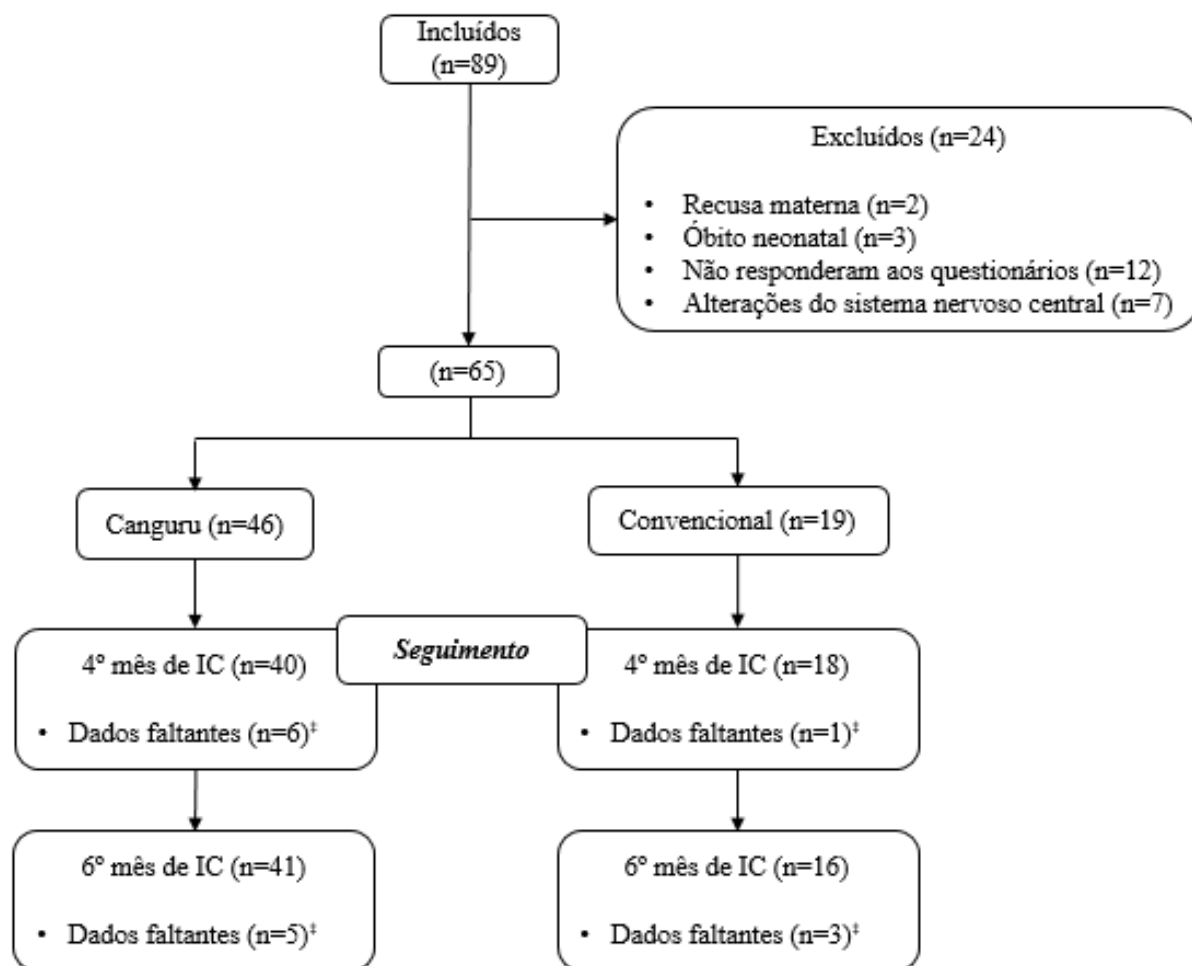 Incluídos
(n=89)
Excluídos (n=24)
• Recusa materna (n=2)
• Óbito neonatal (n=3)
• Não responderam aos questionários (n=12)
• Alterações do sistema nervoso central (n=7)
(n=65)
Canguru (n=46)
Convencional (n=19)
Seguimento
4º mês de IC (n=40)
• Dados faltantes (n=6)‡
4º mês de IC (n=18)
• Dados faltantes (n=1)‡
6º mês de IC (n=41)
• Dados faltantes (n=5)‡
6º mês de IC (n=16)
• Dados faltantes (n=3)‡